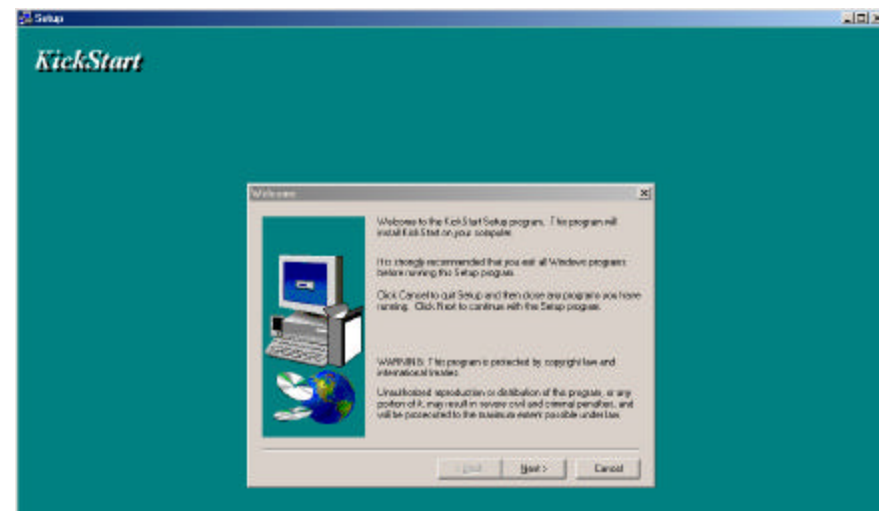 Setup
KickStart
Welcome
Welcome to the KickStart Setup program. This program will
install KickStart on your computer.
It is strongly recommended that you exit all Windows programs
before running this Setup program.
Click Cancel to quit Setup and then close any programs you have
running. Click Next to continue with the Setup program.
WARNING: This program is protected by copyright law and
international treaties.
Unauthorized reproduction or distribution of this program, or any
portion of it, may result in severe civil and criminal penalties, and
will be prosecuted to the maximum extent possible under law.
< Back
Next >
Cancel